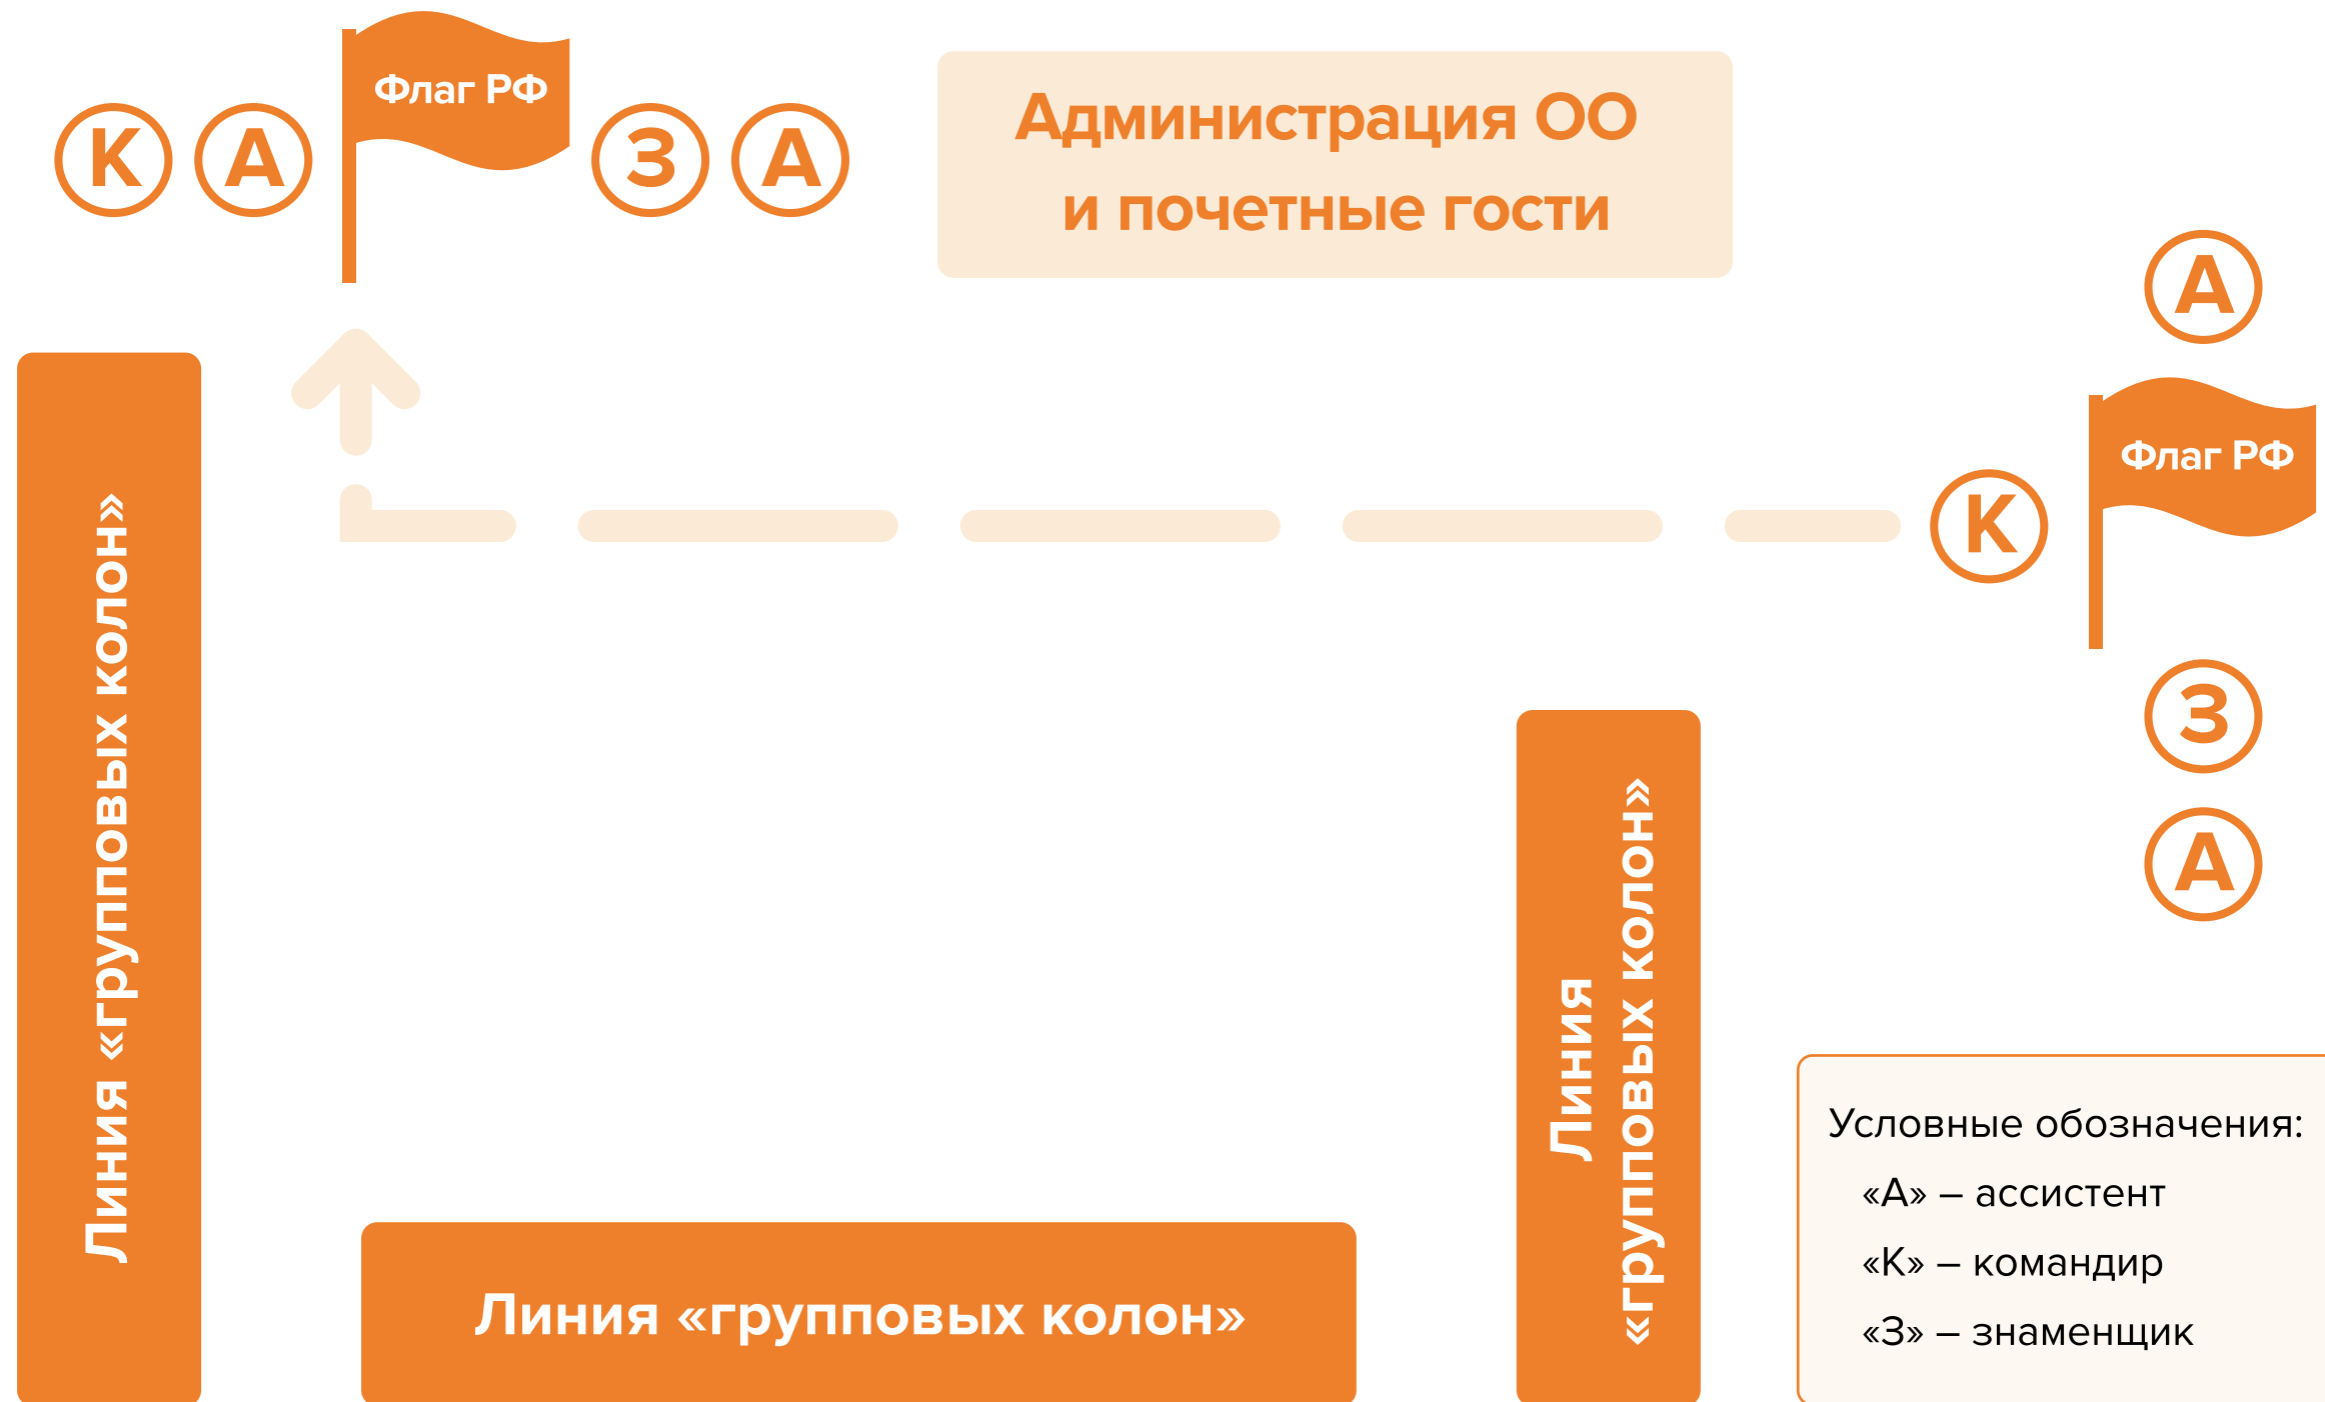 К
А
Флаг РФ
З
А
Администрация ОО
и почетные гости
А
Флаг РФ
К
З
А
Линия «групповых колон»
Линия
«групповых колон»
Линия «групповых колон»
Условные обозначения:
«А» – ассистент
«К» – командир
«З» – знаменщик